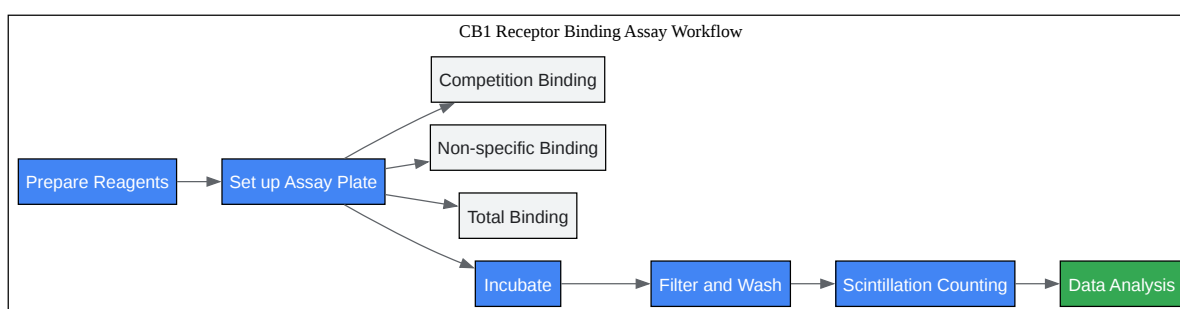 CB1 Receptor Binding Assay Workflow
Competition Binding
Non-specific Binding
Prepare Reagents
Set up Assay Plate
Total Binding
Incubate
Filter and Wash
Scintillation Counting
Data Analysis